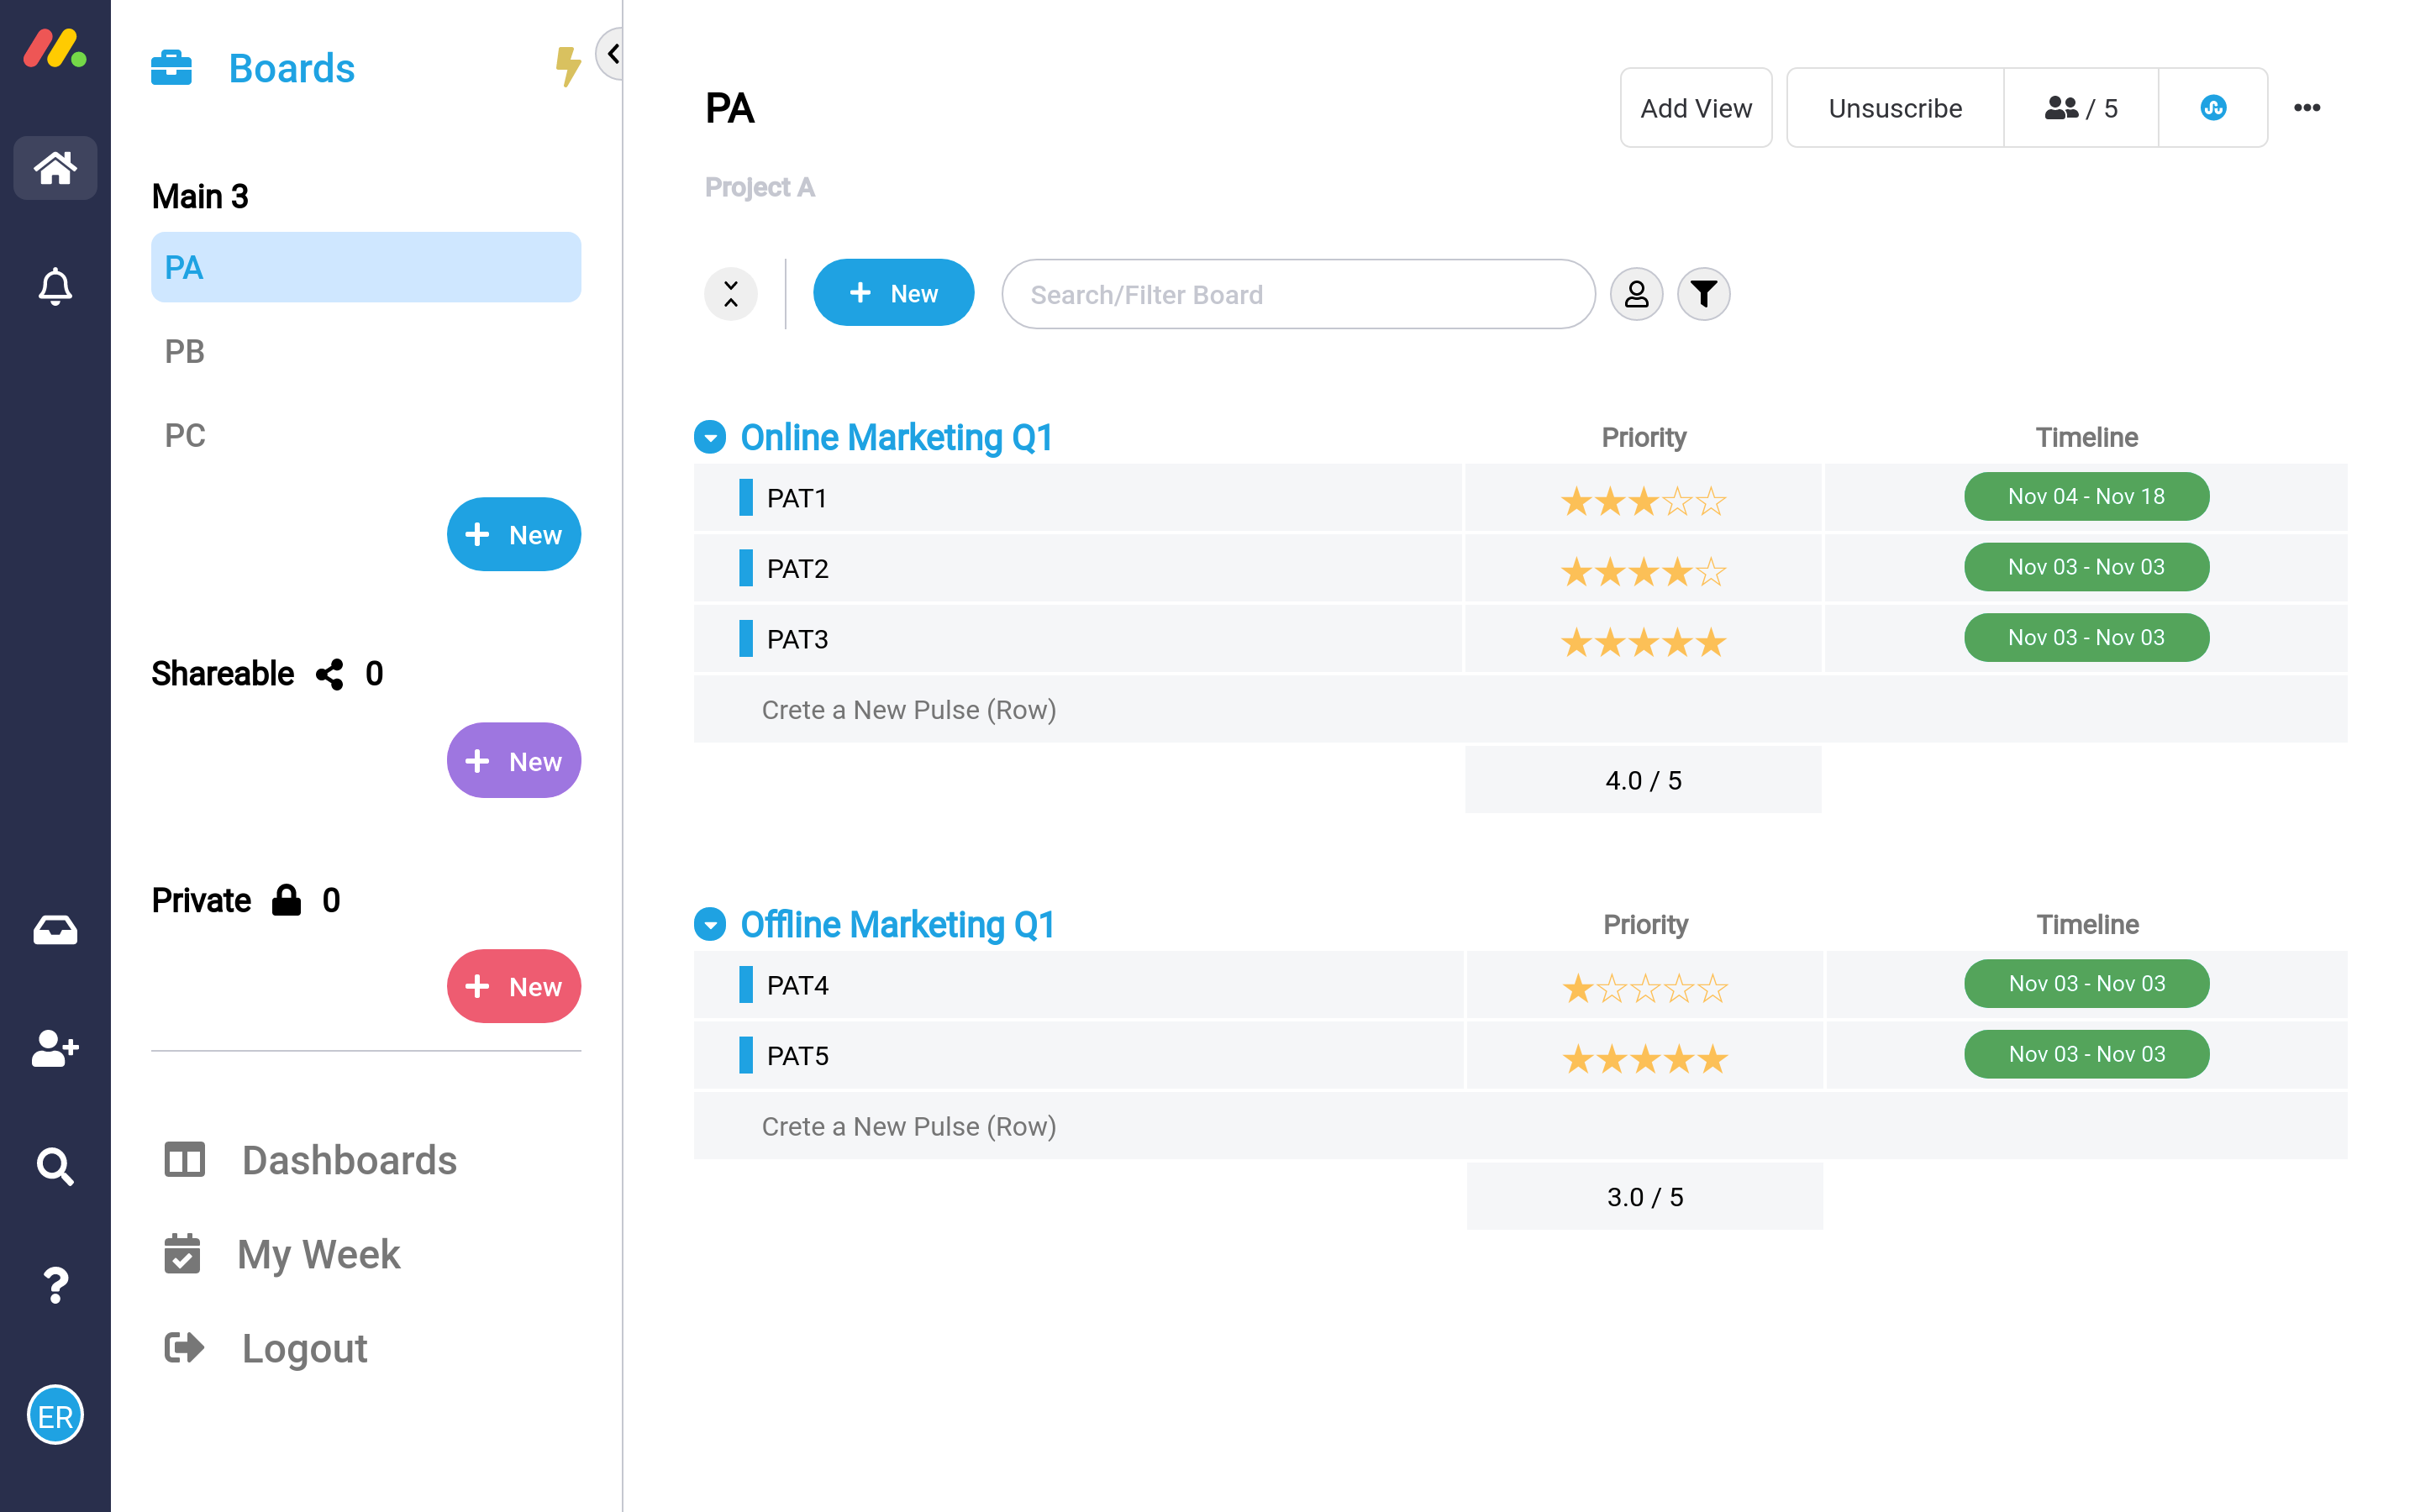 Boards
Main 3
PA
PB
PC
New
Shareable 0
New
Private 0
New
Dashboards
My Week
Logout
ER
PA
Add View
Unsuscribe
/ 5
Project A
New
Search/Filter Board
Online Marketing Q1 Priority Timeline
PAT1 Nov 04 - Nov 18
PAT2 Nov 03 - Nov 03
PAT3 Nov 03 - Nov 03
Crete a New Pulse (Row)
4.0 / 5
Offline Marketing Q1 Priority Timeline
PAT4 Nov 03 - Nov 03
PAT5 Nov 03 - Nov 03
Crete a New Pulse (Row)
3.0 / 5